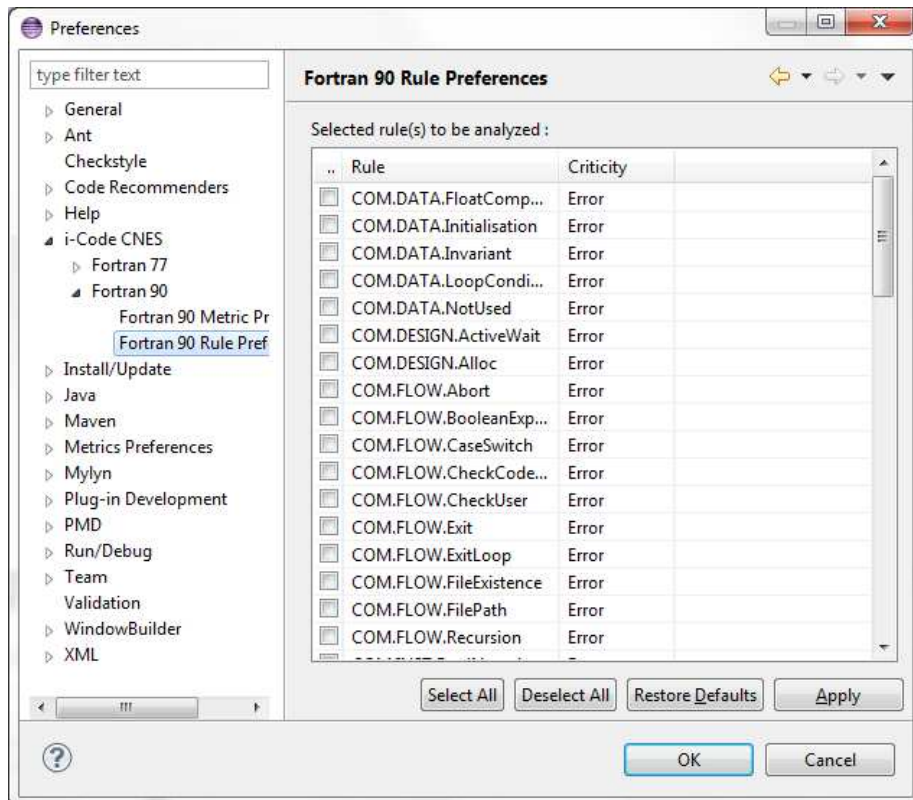 Preferences
type filter text
General
Ant
Checkstyle
Code Recommenders
Help
i-Code CNES
Fortran 77
Fortran 90
Fortran 90 Metric Pr
Fortran 90 Rule Pref
Install/Update
Java
Maven
Metrics Preferences
Mylyn
Plug-in Development
PMD
Run/Debug
Team
Validation
WindowBuilder
XML
Fortran 90 Rule Preferences
Selected rule(s) to be analyzed :
.. Rule Criticity
COM.DATA.FloatComp... Error
COM.DATA.Initialisation Error
COM.DATA.Invariant Error
COM.DATA.LoopCondi... Error
COM.DATA.NotUsed Error
COM.DESIGN.ActiveWait Error
COM.DESIGN.Alloc Error
COM.FLOW.Abort Error
COM.FLOW.BooleanExp... Error
COM.FLOW.CaseSwitch Error
COM.FLOW.CheckCode... Error
COM.FLOW.CheckUser Error
COM.FLOW.Exit Error
COM.FLOW.ExitLoop Error
COM.FLOW.FileExistence Error
COM.FLOW.FilePath Error
COM.FLOW.Recursion Error
Select All Deselect All Restore Defaults Apply
? OK Cancel